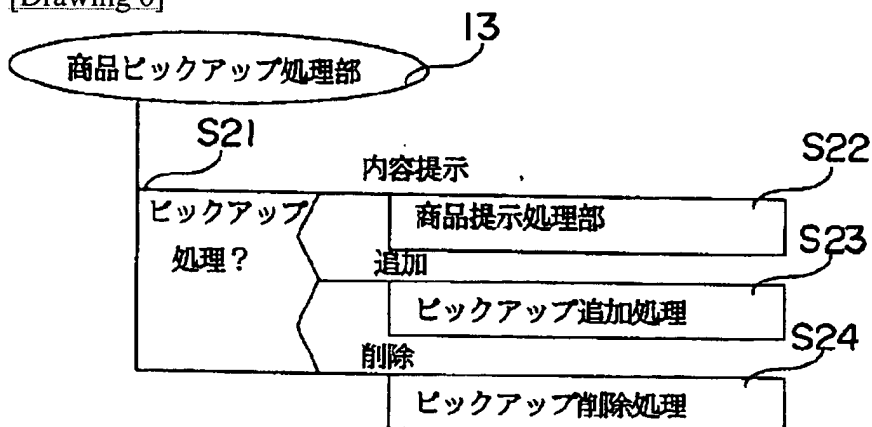 [Drawing 6]
13
商品ピックアップ処理部
S21
内容提示
S22
ピックアップ
処理?
商品提示処理部
追加
S23
ピックアップ追加処理
削除
S24
ピックアップ削除処理